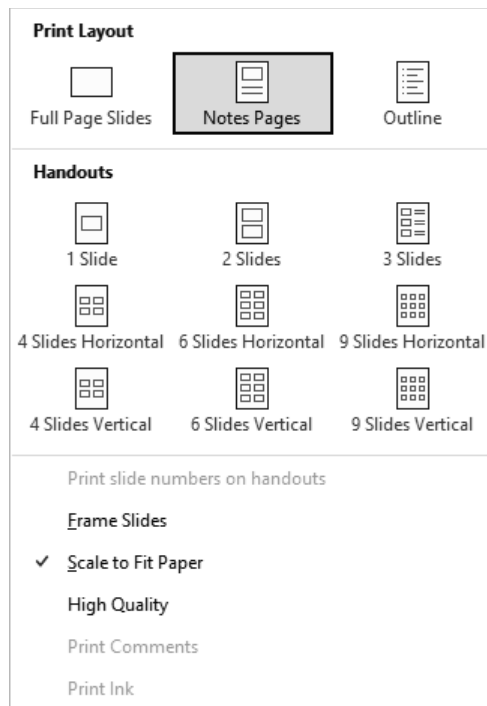 Print Layout
Full Page Slides Notes Pages Outline
Handouts
1 Slide 2 Slides 3 Slides
4 Slides Horizontal 6 Slides Horizontal 9 Slides Horizontal
4 Slides Vertical 6 Slides Vertical 9 Slides Vertical
Print slide numbers on handouts
Frame Slides
Scale to Fit Paper
High Quality
Print Comments
Print Ink